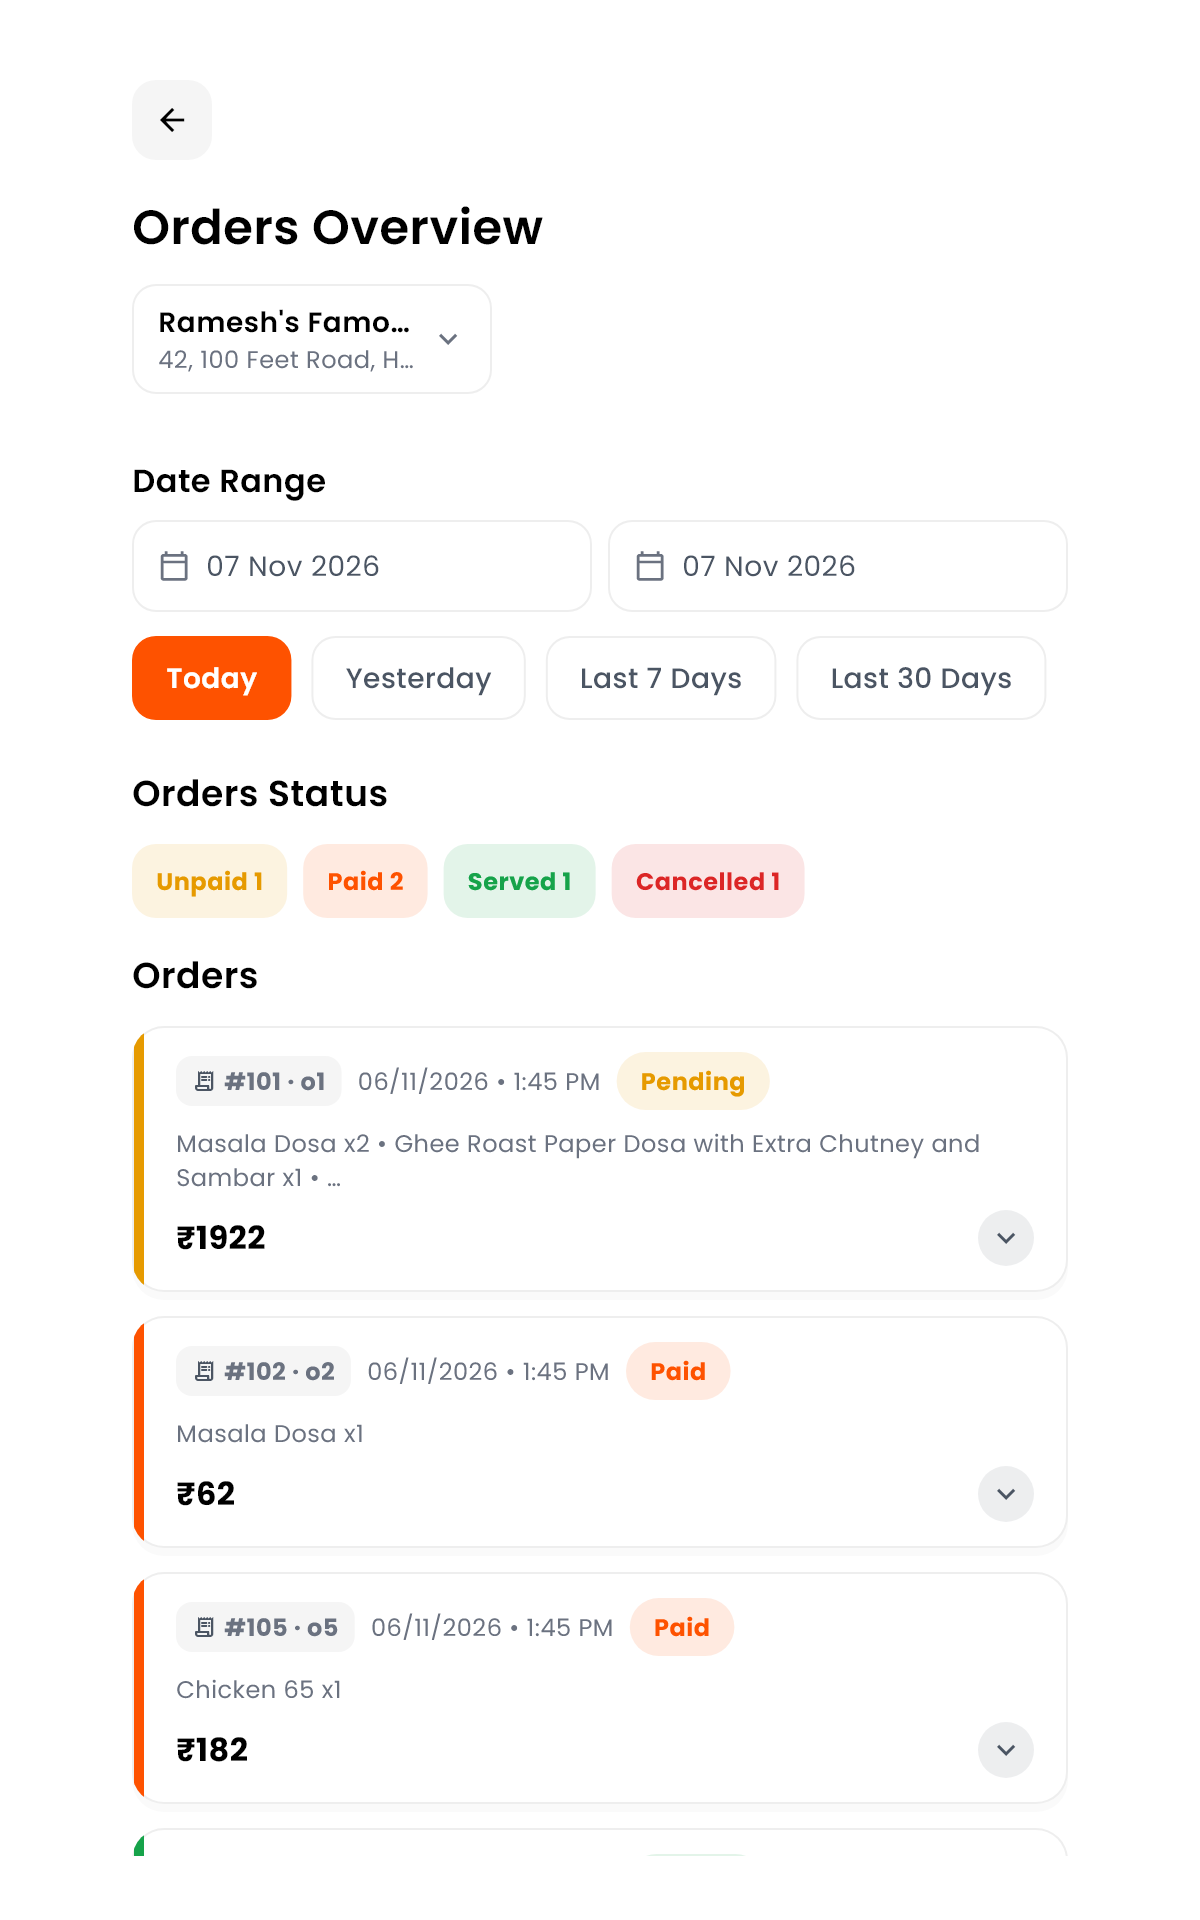 Orders Overview
Ramesh's Famo...
42, 100 Feet Road, H...
Date Range
07 Nov 2026
07 Nov 2026
Today
Yesterday
Last 7 Days
Last 30 Days
Orders Status
Unpaid 1
Paid 2
Served 1
Cancelled 1
Orders
#101 · o1
06/11/2026 • 1:45 PM
Pending
Masala Dosa x2 • Ghee Roast Paper Dosa with Extra Chutney and
Sambar x1 • ...
₹1922
#102 · o2
06/11/2026 • 1:45 PM
Paid
Masala Dosa x1
₹62
#105 · o5
06/11/2026 • 1:45 PM
Paid
Chicken 65 x1
₹182